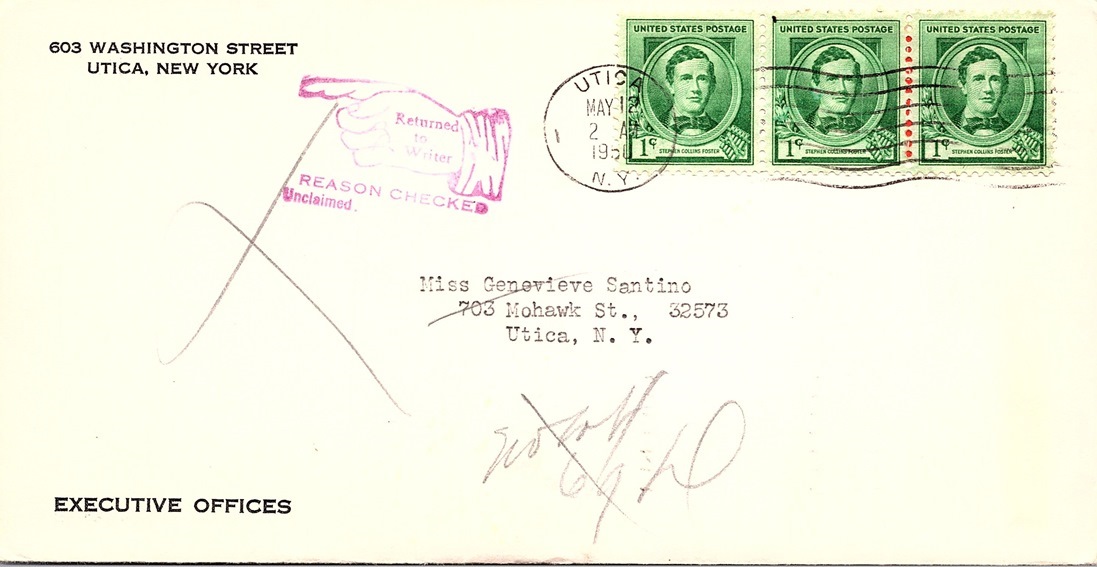 603 WASHINGTON STREET
UTICA, NEW YORK
UNITED STATES POSTAGE
1¢
STEPHEN COLLINS FOSTER
UNITED STATES POSTAGE
1¢
STEPHEN COLLINS FOSTER
UNITED STATES POSTAGE
1¢
STEPHEN COLLINS FOSTER
UTICA
MAY 12
N.Y.
Returned
to
Writer
REASON CHECKED
Unclaimed.
Miss Genevieve Santino
703 Mohawk St., 32573
Utica, N. Y.
EXECUTIVE OFFICES